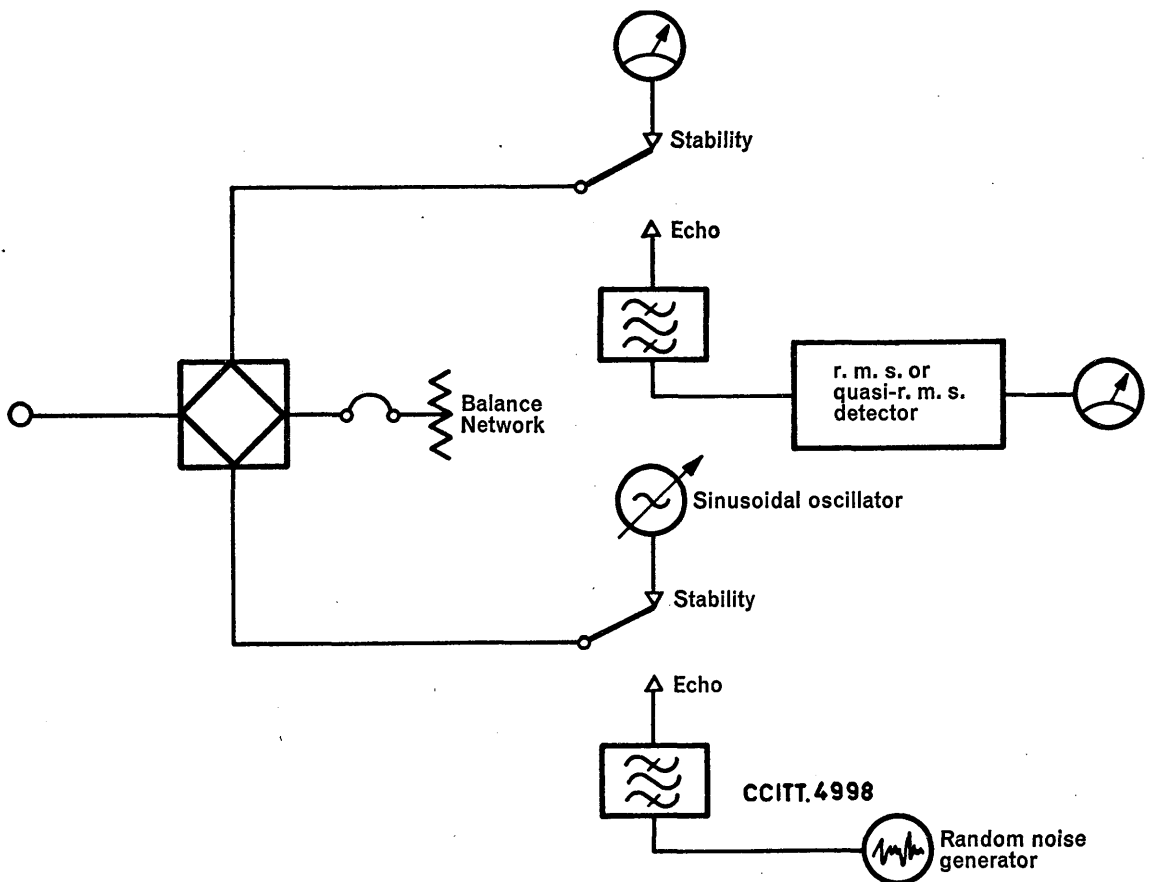 Stability
Echo
r. m. s. or
quasi-r. m. s.
detector
Balance
Network
Sinusoidal oscillator
Stability
Echo
CCITT.4998
Random noise
generator